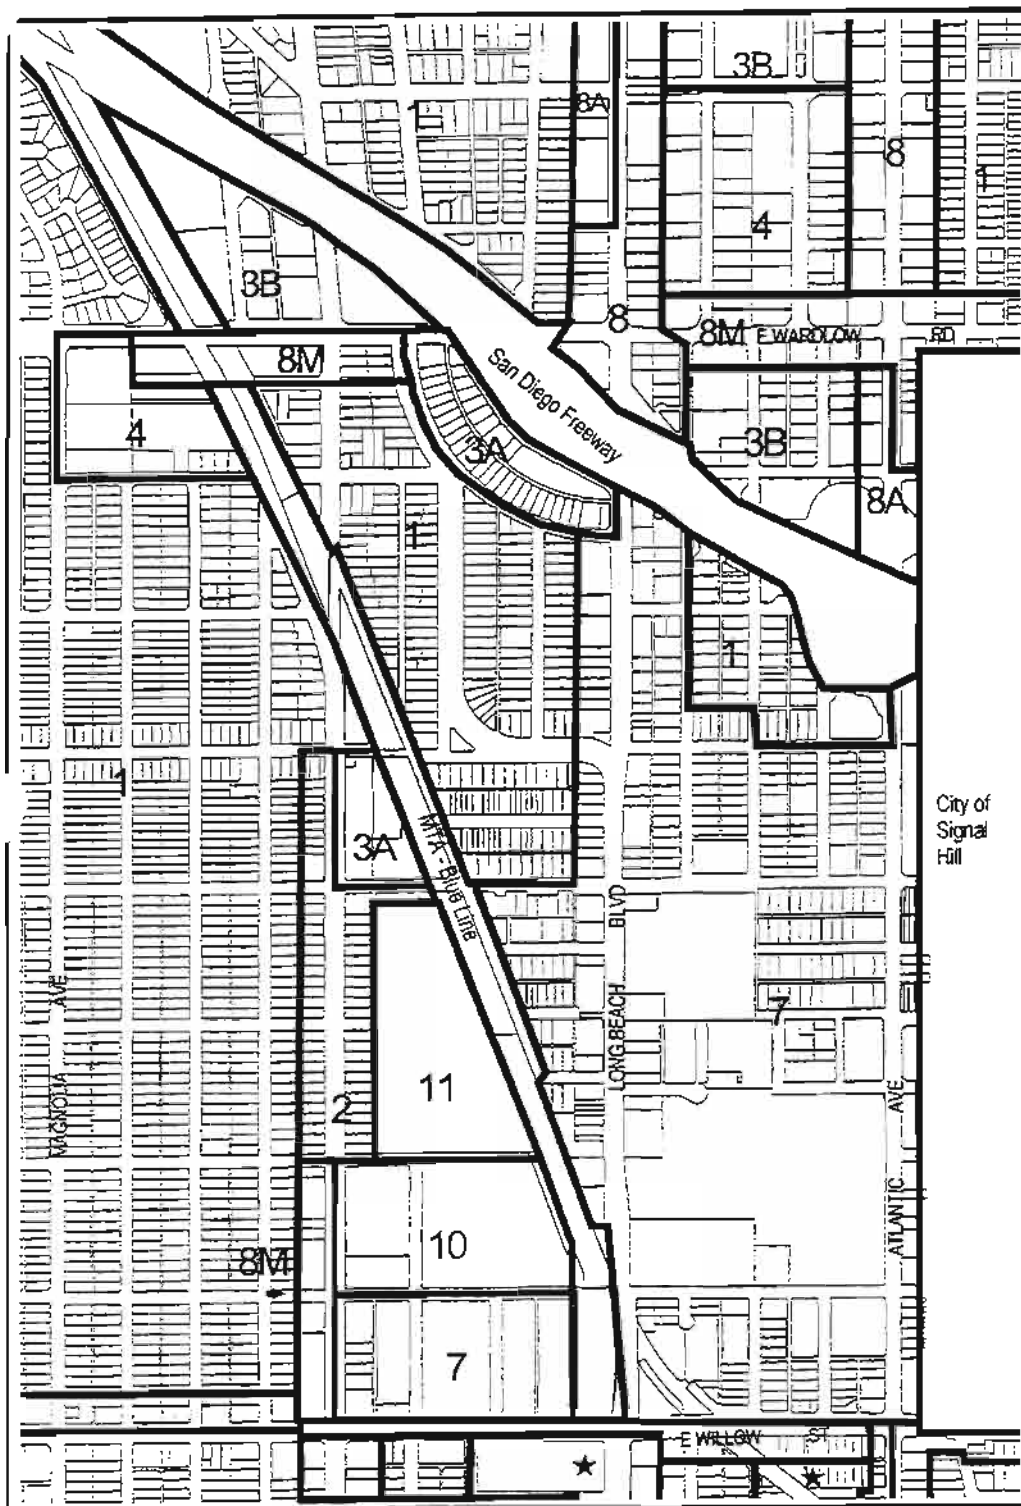 3B
1
8A
8
1
4
3B
8
8M
E WARDLOW
RD
8M
San Diego Freeway
4
3A
3B
8A
1
1
1
City of
Signal
Hill
3A
MTA - Blue Line
LONG BEACH
BLVD
MAGNOLIA
AVE
7
11
2
ATLANTIC
AVE
10
8M
7
E WILLOW
ST